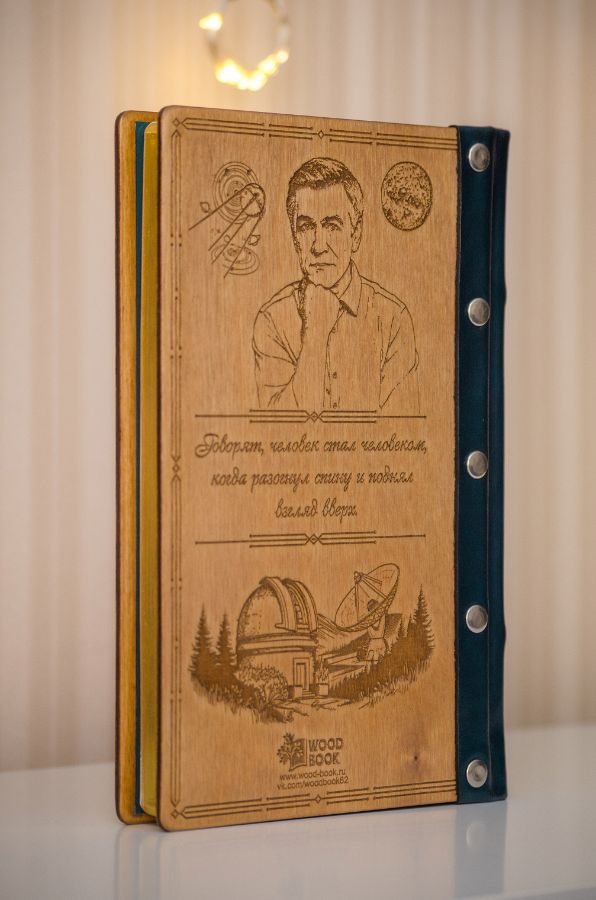 Говорят, человек стал человеком,
когда разогнул спину и поднял
взгляд вверх.
WOOD
BOOK
www.wood-book.ru
vk.com/woodbook62